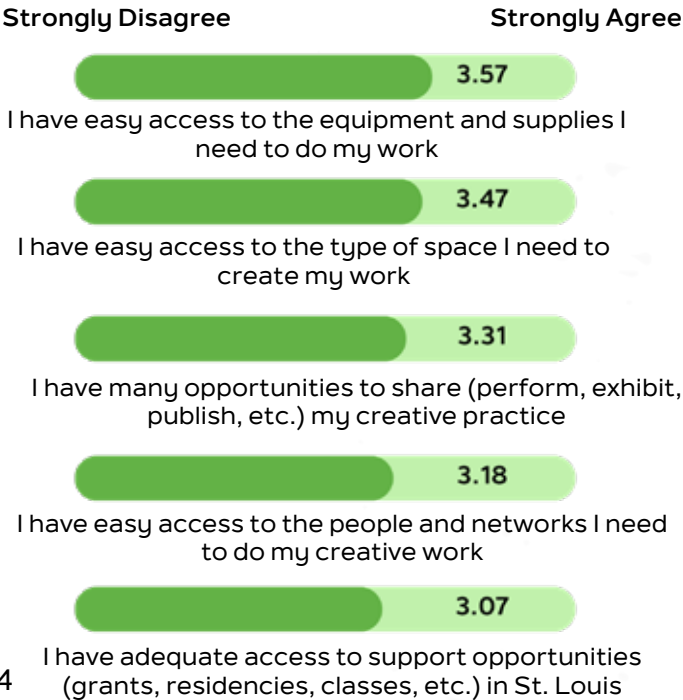 Strongly Disagree Strongly Agree
3.57
I have easy access to the equipment and supplies I
need to do my work
3.47
I have easy access to the type of space I need to
create my work
3.31
I have many opportunities to share (perform, exhibit,
publish, etc.) my creative practice
3.18
I have easy access to the people and networks I need
to do my creative work
3.07
I have adequate access to support opportunities
4 (grants, residencies, classes, etc.) in St. Louis